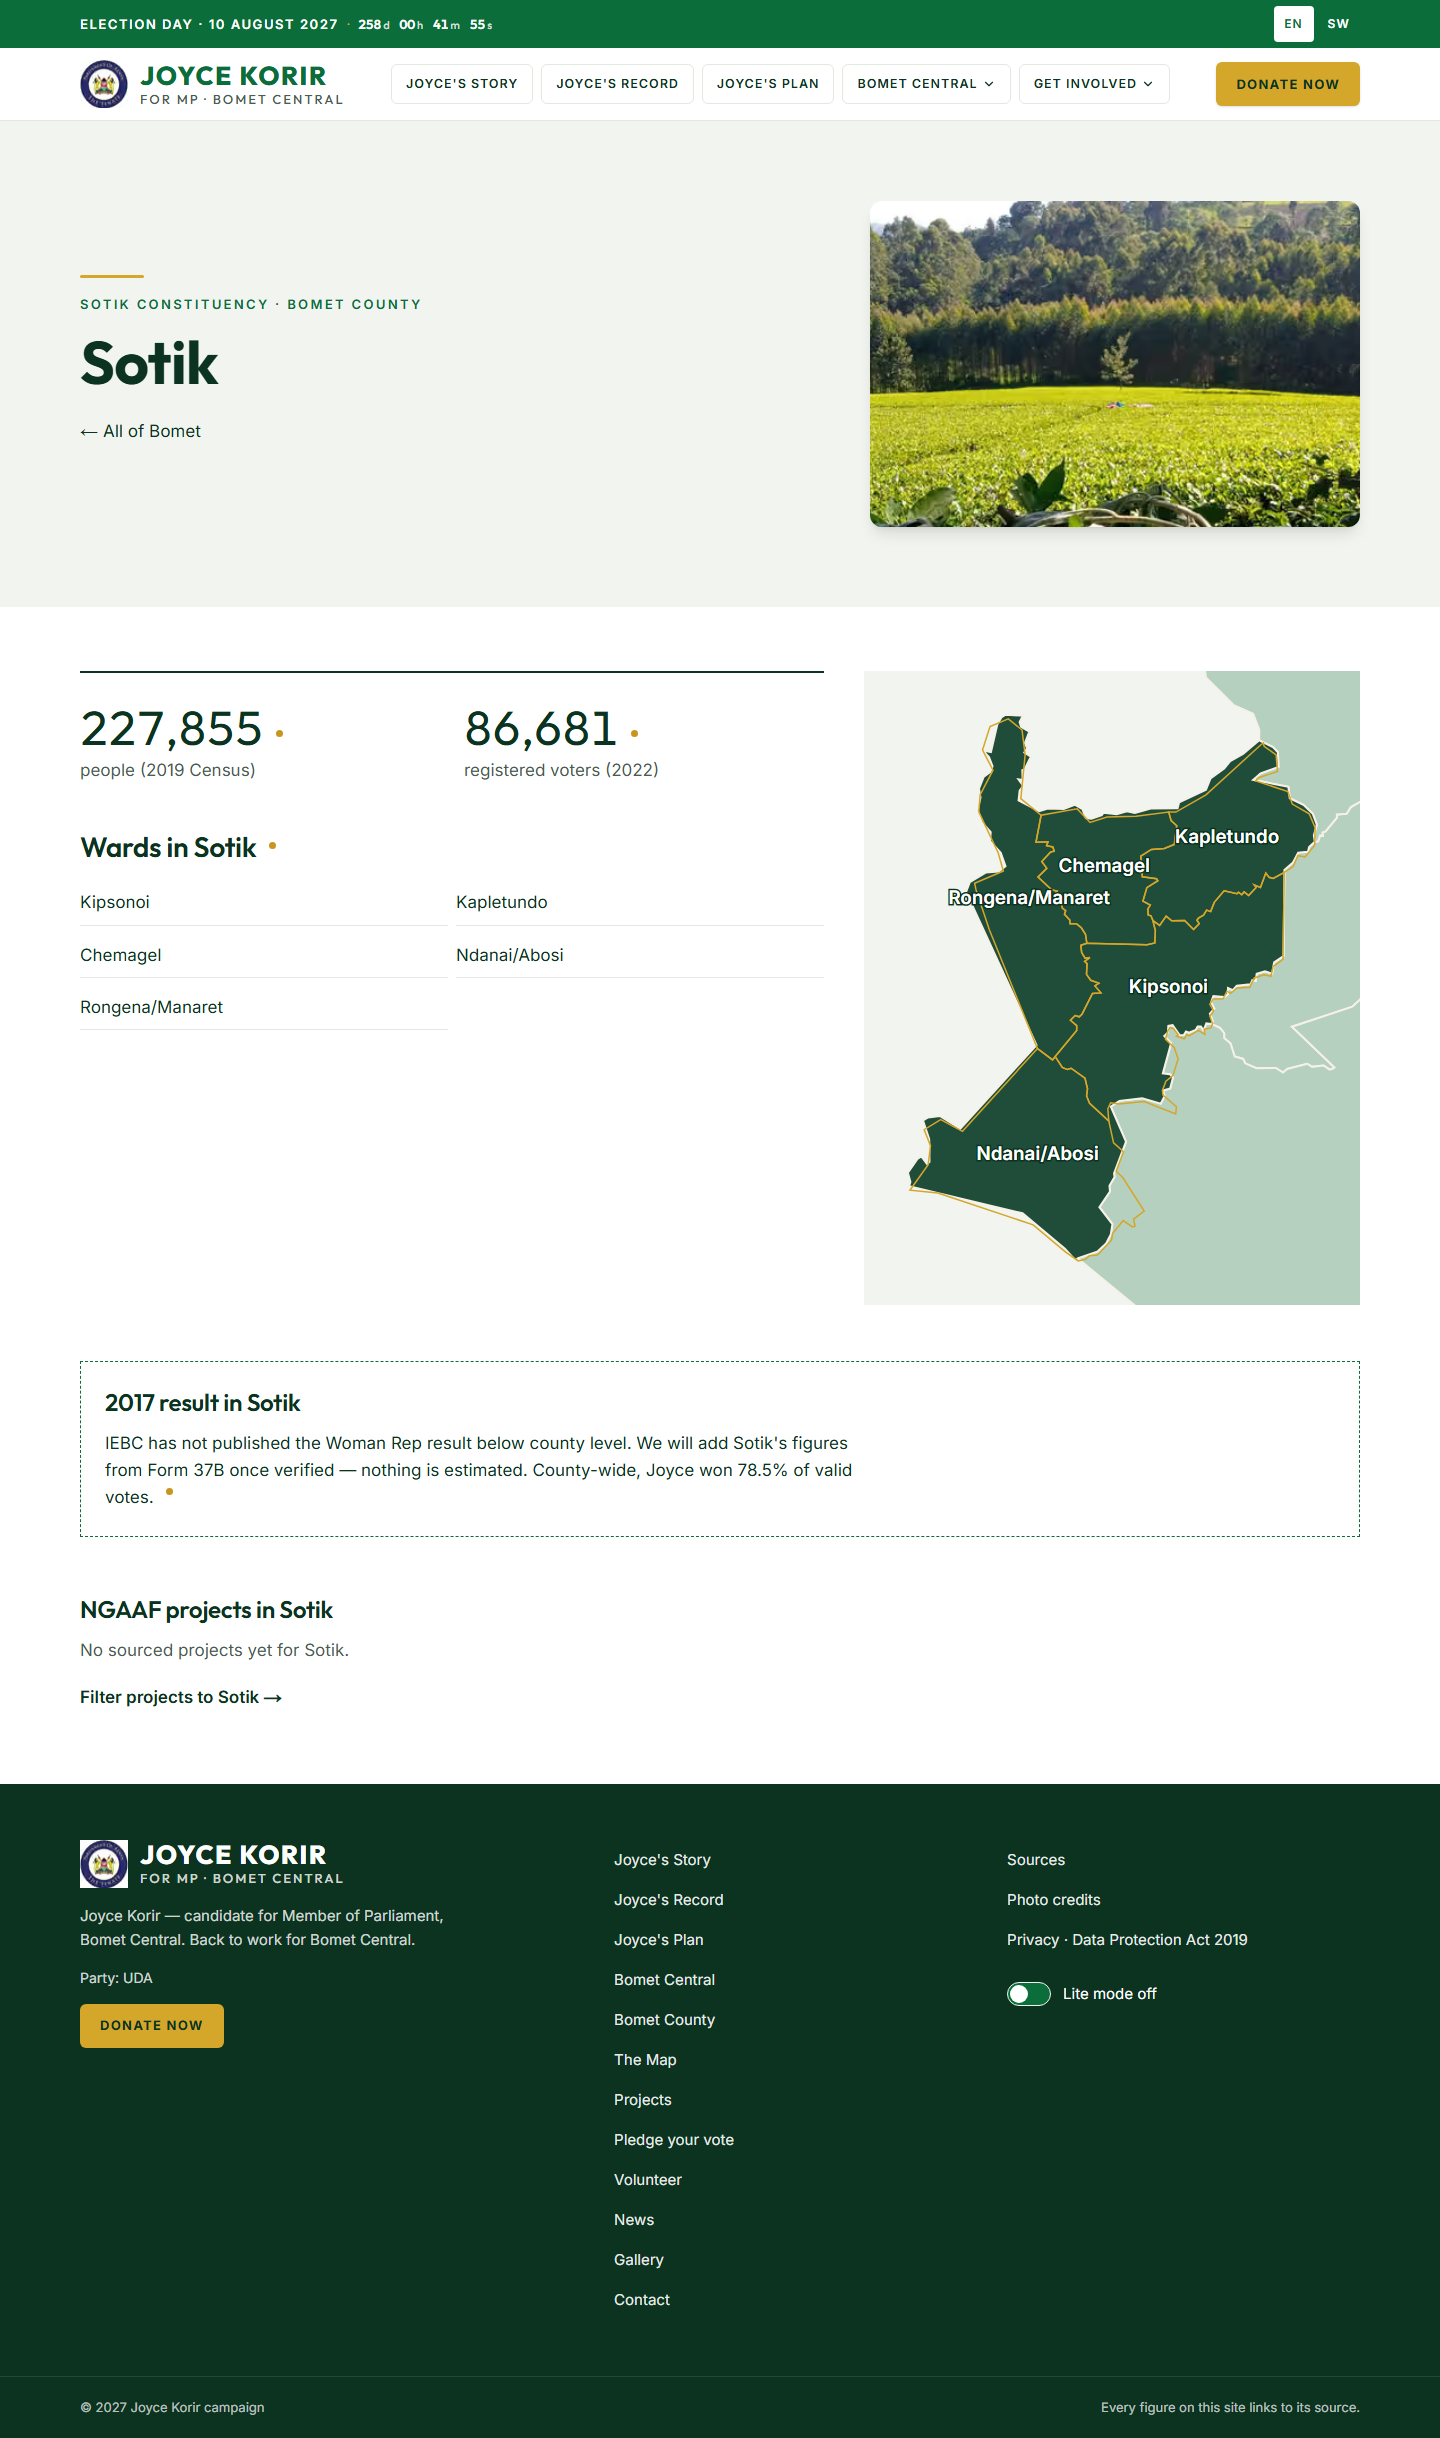 ELECTION DAY · 10 AUGUST 2027 · 258d 00h 41m 55s
EN SW
JOYCE KORIR
FOR MP · BOMET CENTRAL
JOYCE'S STORY
JOYCE'S RECORD
JOYCE'S PLAN
BOMET CENTRAL
GET INVOLVED
DONATE NOW
SOTIK CONSTITUENCY · BOMET COUNTY
Sotik
← All of Bomet
227,855
people (2019 Census)
86,681
registered voters (2022)
Wards in Sotik
Kipsonoi
Kapletundo
Chemagel
Ndanai/Abosi
Rongena/Manaret
Kapletundo
Chemagel
Rongena/Manaret
Kipsonoi
Ndanai/Abosi
2017 result in Sotik
IEBC has not published the Woman Rep result below county level. We will add Sotik's figures
from Form 37B once verified — nothing is estimated. County-wide, Joyce won 78.5% of valid
votes.
NGAAF projects in Sotik
No sourced projects yet for Sotik.
Filter projects to Sotik →
JOYCE KORIR
FOR MP · BOMET CENTRAL
Joyce Korir — candidate for Member of Parliament,
Bomet Central. Back to work for Bomet Central.
Party: UDA
DONATE NOW
Joyce's Story
Joyce's Record
Joyce's Plan
Bomet Central
Bomet County
The Map
Projects
Pledge your vote
Volunteer
News
Gallery
Contact
Sources
Photo credits
Privacy · Data Protection Act 2019
Lite mode off
© 2027 Joyce Korir campaign
Every figure on this site links to its source.